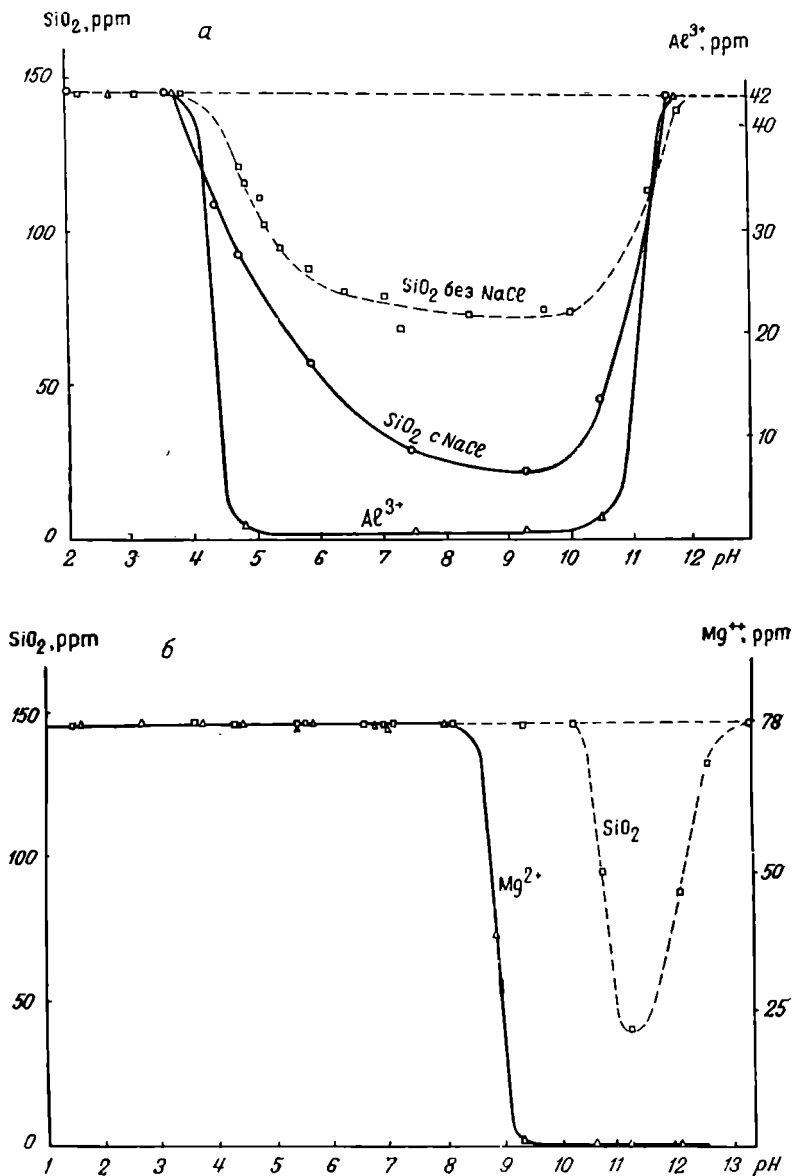 SiO₂, ppm
а
Al³⁺, ppm
150
42
40
100
30
SiO₂ без NaCl
20
50
SiO₂ с NaCl
10
Al³⁺
0
2 3 4 5 6 7 8 9 10 11 12 pH
SiO₂, ppm
б
Mg⁺⁺, ppm
150
78
SiO₂
100
50
Mg²⁺
50
25
0
1 2 3 4 5 6 7 8 9 10 11 12 13 pH